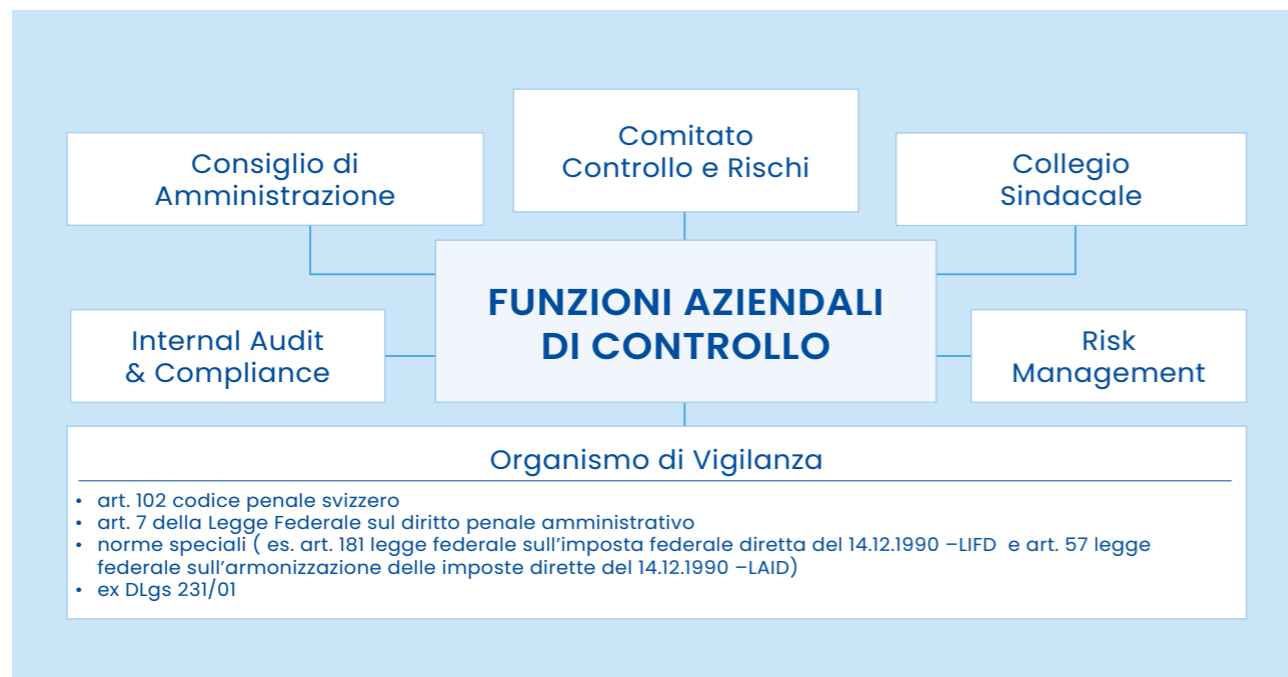 Comitato
Controllo e Rischi
Consiglio di
Amministrazione
Collegio
Sindacale
FUNZIONI AZIENDALI
DI CONTROLLO
Internal Audit
& Compliance
Risk
Management
Organismo di Vigilanza
• art. 102 codice penale svizzero
• art. 7 della Legge Federale sul diritto penale amministrativo
• norme speciali ( es. art. 181 legge federale sull’imposta federale diretta del 14.12.1990 –LIFD e art. 57 legge
federale sull’armonizzazione delle imposte dirette del 14.12.1990 –LAID)
• ex DLgs 231/01